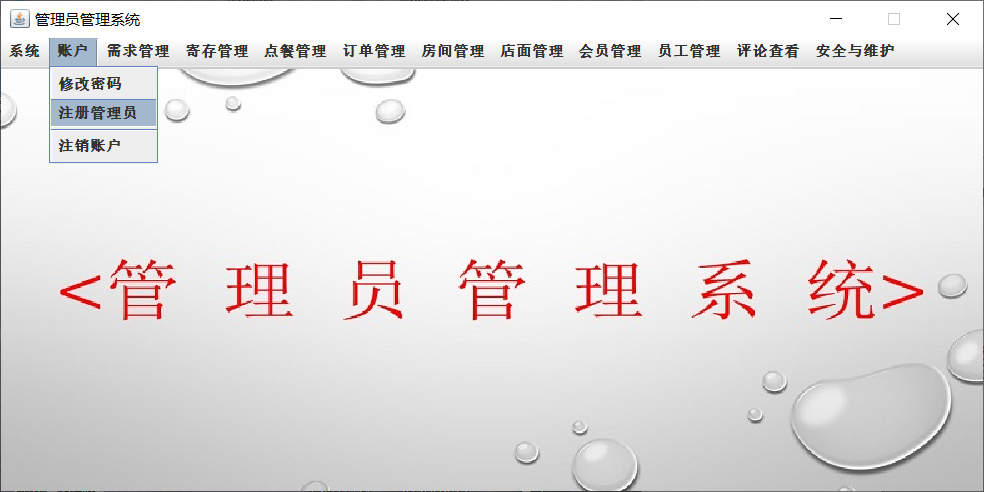 管理员管理系统
系统 账户 需求管理 寄存管理 点餐管理 订单管理 房间管理 店面管理 会员管理 员工管理 评论查看 安全与维护
修改密码
注册管理员
注销账户
<管 理 员 管 理 系 统>